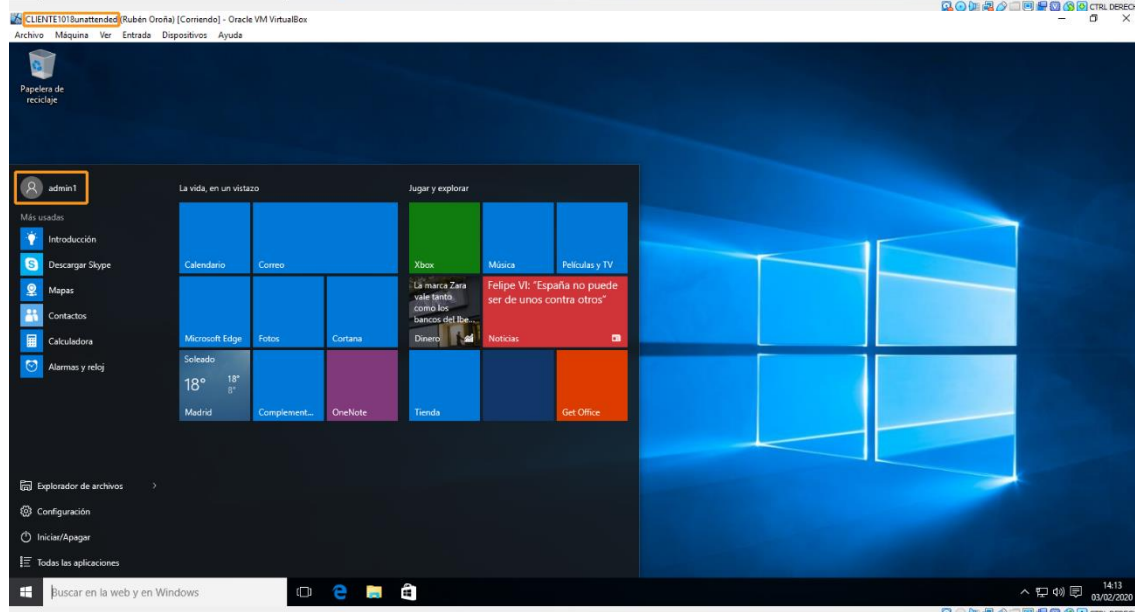 CTRL DERECH
CLIENTE1018unattended (Rubén Oroña) [Corriendo] - Oracle VM VirtualBox
Archivo Máquina Ver Entrada Dispositivos Ayuda
Papelera de
reciclaje
admin1
La vida, en un vistazo
Jugar y explorar
Más usadas
Introducción
Descargar Skype
Mapas
Contactos
Calculadora
Alarmas y reloj
Calendario
Correo
Xbox
Música
Películas y TV
La marca Zara
vale tanto
como los
bancos del Ibe...
Dinero
Felipe VI: "España no puede
ser de unos contra otros"
Noticias
Microsoft Edge
Fotos
Cortana
Soleado
18° 18°
8°
Madrid
Complement...
OneNote
Tienda
Get Office
Explorador de archivos
Configuración
Iniciar/Apagar
Todas las aplicaciones
Buscar en la web y en Windows
14:13
03/02/2020